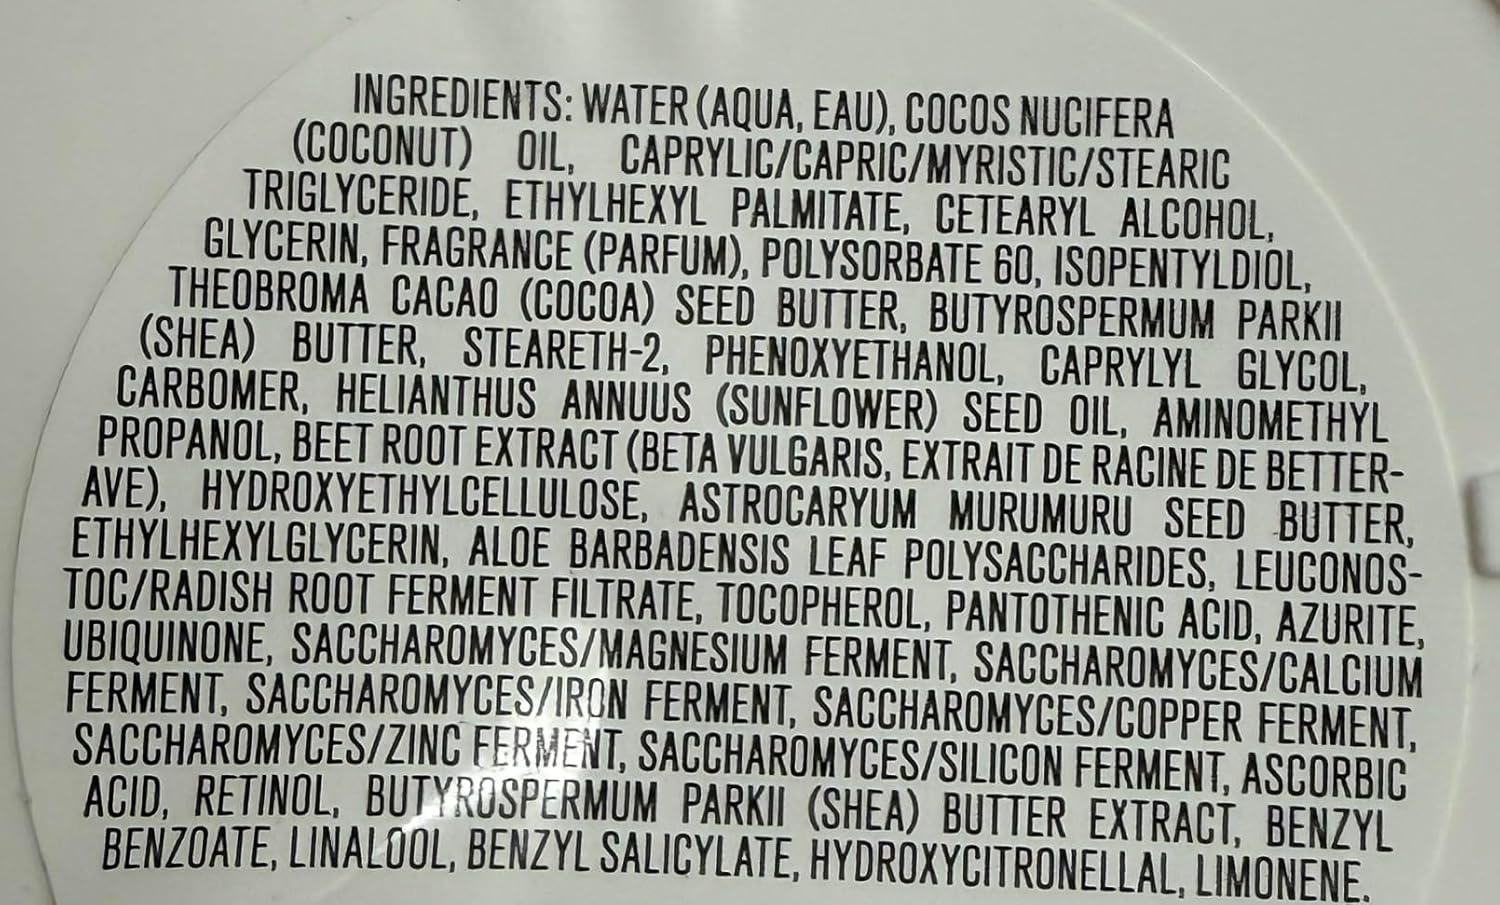 INGREDIENTS: WATER (AQUA, EAU), COCOS NUCIFERA
(COCONUT) OIL, CAPRYLIC/CAPRIC/MYRISTIC/STEARIC
TRIGLYCERIDE, ETHYLHEXYL PALMITATE, CETEARYL ALCOHOL,
GLYCERIN, FRAGRANCE (PARFUM), POLYSORBATE 60, ISOPENTYLDIOL,
THEOBROMA CACAO (COCOA) SEED BUTTER, BUTYROSPERMUM PARKII
(SHEA) BUTTER, STEARETH-2, PHENOXYETHANOL, CAPRYLYL GLYCOL,
CARBOMER, HELIANTHUS ANNUUS (SUNFLOWER) SEED OIL, AMINOMETHYL
PROPANOL, BEET ROOT EXTRACT (BETA VULGARIS, EXTRAIT DE RACINE DE BETTER-
AVE), HYDROXYETHYLCELLULOSE, ASTROCARYUM MURUMURU SEED BUTTER,
ETHYLHEXYLGLYCERIN, ALOE BARBADENSIS LEAF POLYSACCHARIDES, LEUCONOS-
TOC/RADISH ROOT FERMENT FILTRATE, TOCOPHEROL, PANTOTHENIC ACID, AZURITE,
UBIQUINONE, SACCHAROMYCES/MAGNESIUM FERMENT, SACCHAROMYCES/CALCIUM
FERMENT, SACCHAROMYCES/IRON FERMENT, SACCHAROMYCES/COPPER FERMENT,
SACCHAROMYCES/ZINC FERMENT, SACCHAROMYCES/SILICON FERMENT, ASCORBIC
ACID, RETINOL, BUTYROSPERMUM PARKII (SHEA) BUTTER EXTRACT, BENZYL
BENZOATE, LINALOOL, BENZYL SALICYLATE, HYDROXYCITRONELLAL, LIMONENE.